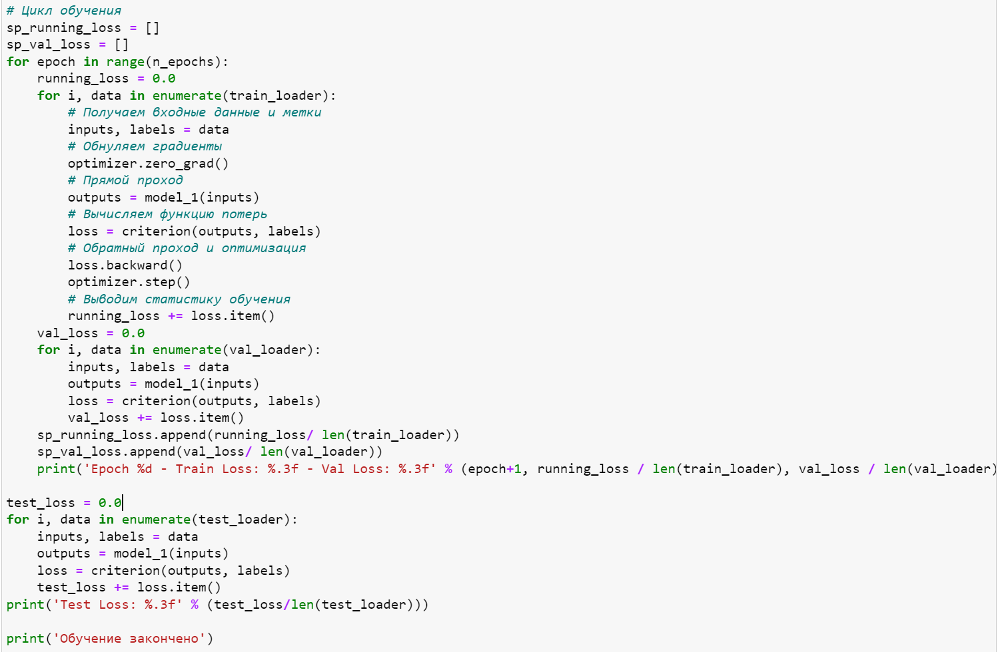 # Цикл обучения
sp_running_loss = []
sp_val_loss = []
for epoch in range(n_epochs):
    running_loss = 0.0
    for i, data in enumerate(train_loader):
        # Получаем входные данные и метки
        inputs, labels = data
        # Обнуляем градиенты
        optimizer.zero_grad()
        # Прямой проход
        outputs = model_1(inputs)
        # Вычисляем функцию потерь
        loss = criterion(outputs, labels)
        # Обратный проход и оптимизация
        loss.backward()
        optimizer.step()
        # Выводим статистику обучения
        running_loss += loss.item()
    val_loss = 0.0
    for i, data in enumerate(val_loader):
        inputs, labels = data
        outputs = model_1(inputs)
        loss = criterion(outputs, labels)
        val_loss += loss.item()
    sp_running_loss.append(running_loss/ len(train_loader))
    sp_val_loss.append(val_loss/ len(val_loader))
    print('Epoch %d - Train Loss: %.3f - Val Loss: %.3f' % (epoch+1, running_loss / len(train_loader), val_loss / len(val_loader)

test_loss = 0.0
for i, data in enumerate(test_loader):
    inputs, labels = data
    outputs = model_1(inputs)
    loss = criterion(outputs, labels)
    test_loss += loss.item()
print('Test Loss: %.3f' % (test_loss/len(test_loader)))

print('Обучение закончено')